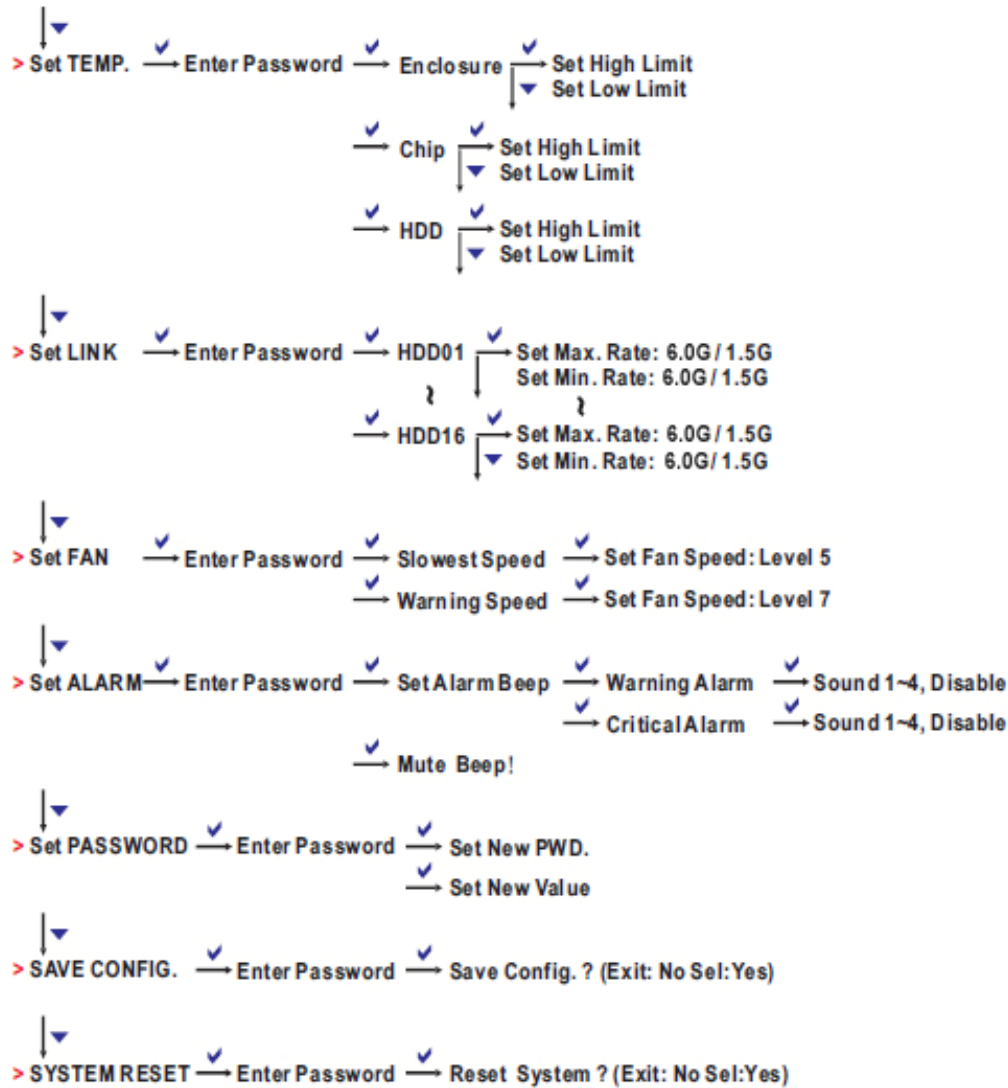 > Set TEMP. Enter Password Enclosure Set High Limit
Set Low Limit
Chip Set High Limit
Set Low Limit
HDD Set High Limit
Set Low Limit
> Set LINK Enter Password HDD01 Set Max. Rate: 6.0G/1.5G
Set Min. Rate: 6.0G/1.5G
~ ~
HDD16 Set Max. Rate: 6.0G/1.5G
Set Min. Rate: 6.0G/1.5G
> Set FAN Enter Password Slowest Speed Set Fan Speed: Level 5
Warning Speed Set Fan Speed: Level 7
> Set ALARM Enter Password Set Alarm Beep Warning Alarm Sound 1~4, Disable
Critical Alarm Sound 1~4, Disable
Mute Beep!
> Set PASSWORD Enter Password Set New PWD.
Set New Value
> SAVE CONFIG. Enter Password Save Config. ? (Exit: No Sel:Yes)
> SYSTEM RESET Enter Password Reset System ? (Exit: No Sel:Yes)